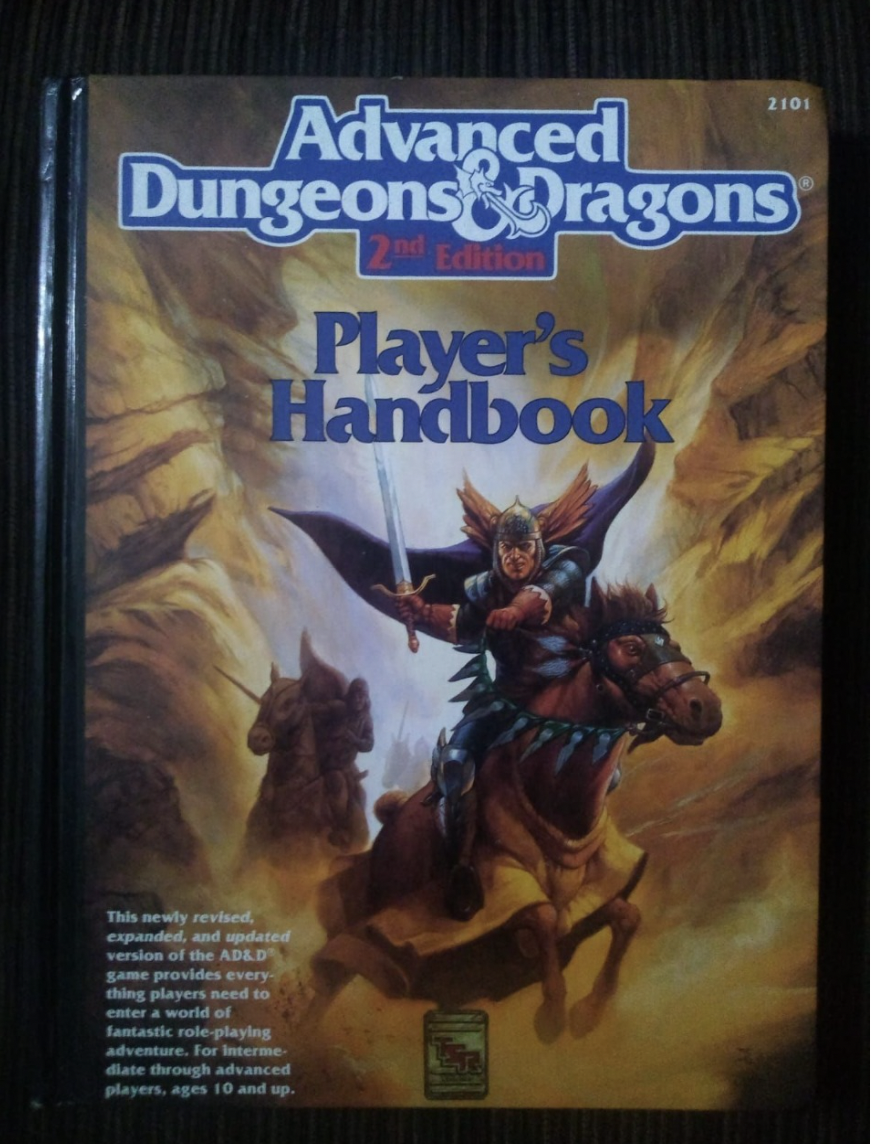 2101
Advanced
Dungeons & Dragons®
2nd Edition
Player's
Handbook
This newly revised,
expanded, and updated
version of the AD&D®
game provides every-
thing players need to
enter a world of
fantastic role-playing
adventure. For interme-
diate through advanced
players, ages 10 and up.
TSR